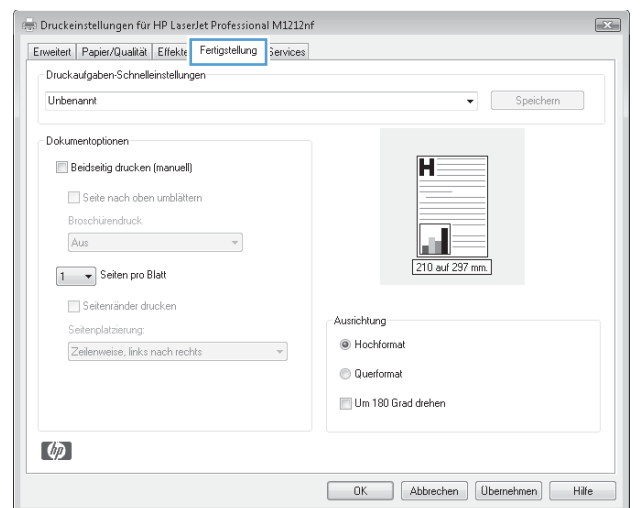 Druckeinstellungen für HP LaserJet Professional M1212nf
Erweitert Papier/Qualität Effekte Fertigstellung Services
Druckaufgaben-Schnelleinstellungen
Unbenannt Speichern
Dokumentoptionen
Beidseitig drucken (manuell)
Seite nach oben umblättern
Broschürendruck
Aus
1 Seiten pro Blatt
Seitenränder drucken
Seitenplatzierung:
Zeilenweise, links nach rechts
H
210 auf 297 mm.
Ausrichtung
Hochformat
Querformat
Um 180 Grad drehen
hp
OK Abbrechen Übernehmen Hilfe